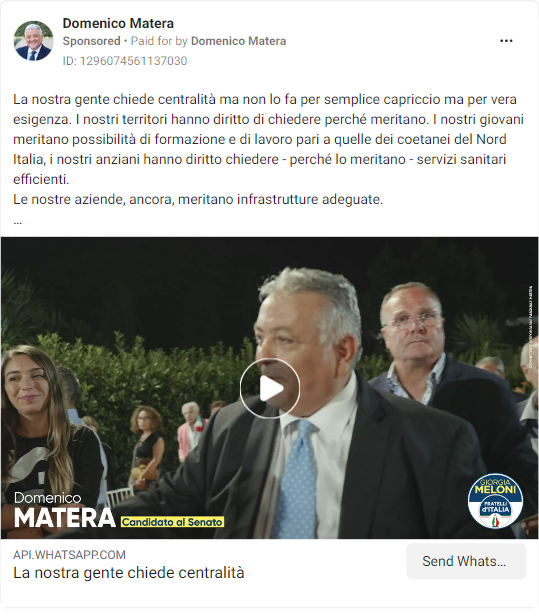 Domenico Matera
Sponsored • Paid for by Domenico Matera
ID: 1296074561137030
La nostra gente chiede centralità ma non lo fa per semplice capriccio ma per vera
esigenza. I nostri territori hanno diritto di chiedere perché meritano. I nostri giovani
meritano possibilità di formazione e di lavoro pari a quelle dei coetanei del Nord
Italia, i nostri anziani hanno diritto chiedere - perché lo meritano - servizi sanitari
efficienti.
Le nostre aziende, ancora, meritano infrastrutture adeguate.
...
Domenico
MATERA Candidato al Senato
GIORGIA
MELONI
FRATELLI
d'ITALIA
API.WHATSAPP.COM
La nostra gente chiede centralità
Send Whats...